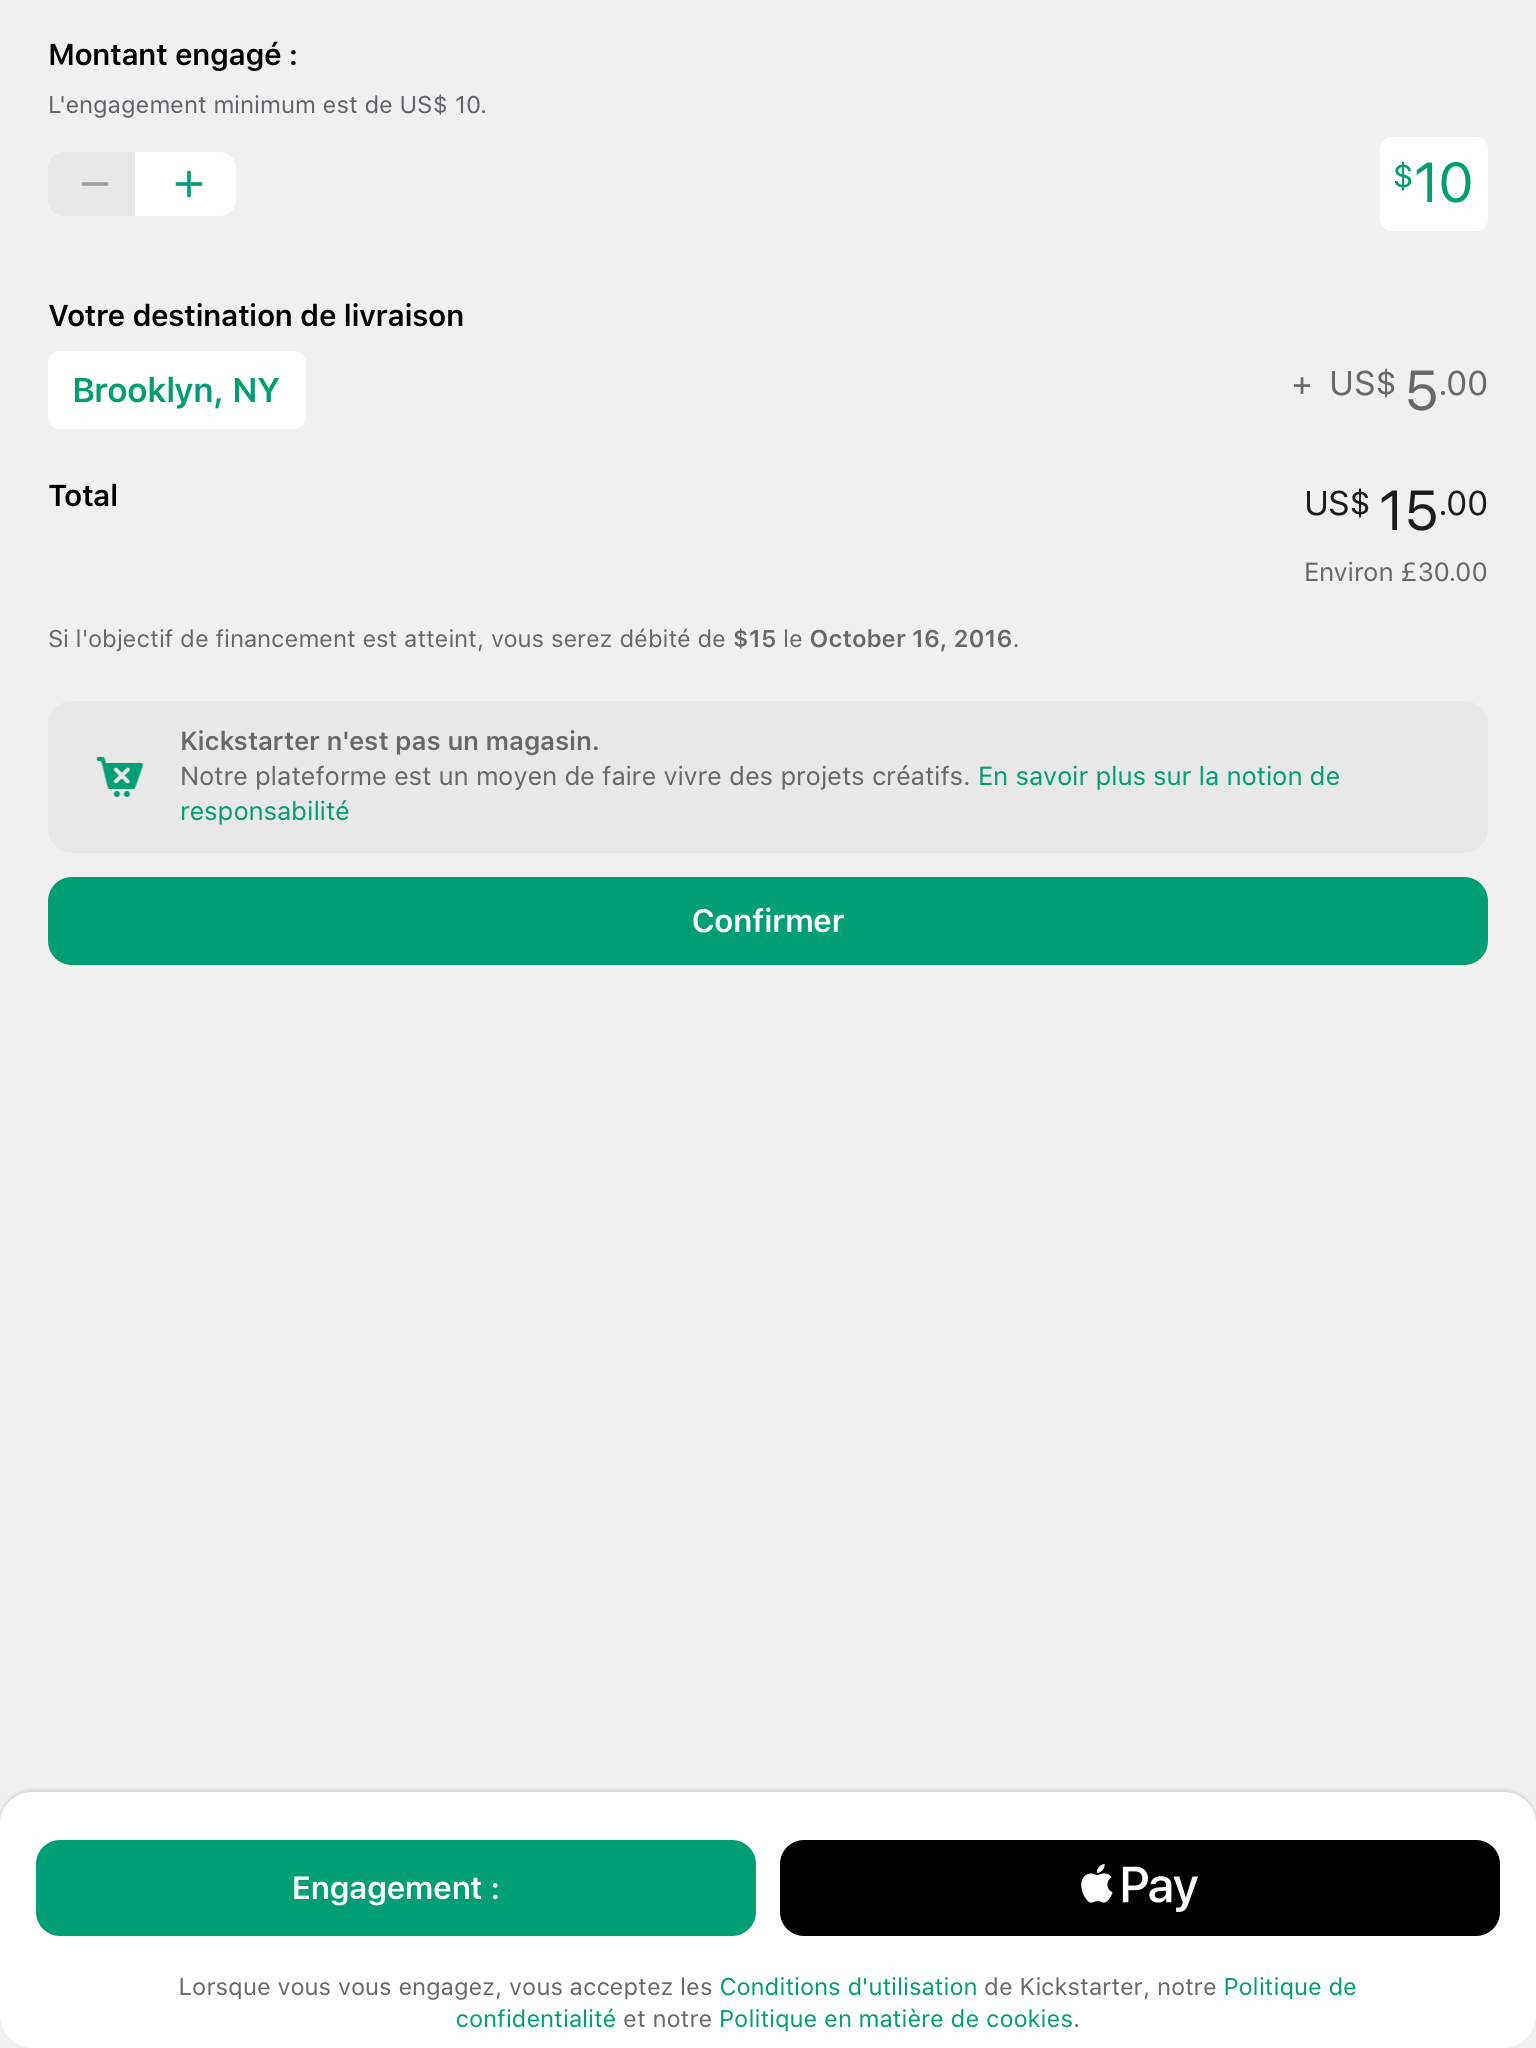 Montant engagé :
L'engagement minimum est de US$ 10.
− +
$10
Votre destination de livraison
Brooklyn, NY
+ US$ 5.00
Total
US$ 15.00
Environ £30.00
Si l'objectif de financement est atteint, vous serez débité de $15 le October 16, 2016.
Kickstarter n'est pas un magasin.
Notre plateforme est un moyen de faire vivre des projets créatifs. En savoir plus sur la notion de
responsabilité
Confirmer
Engagement :
Pay
Lorsque vous vous engagez, vous acceptez les Conditions d'utilisation de Kickstarter, notre Politique de
confidentialité et notre Politique en matière de cookies.